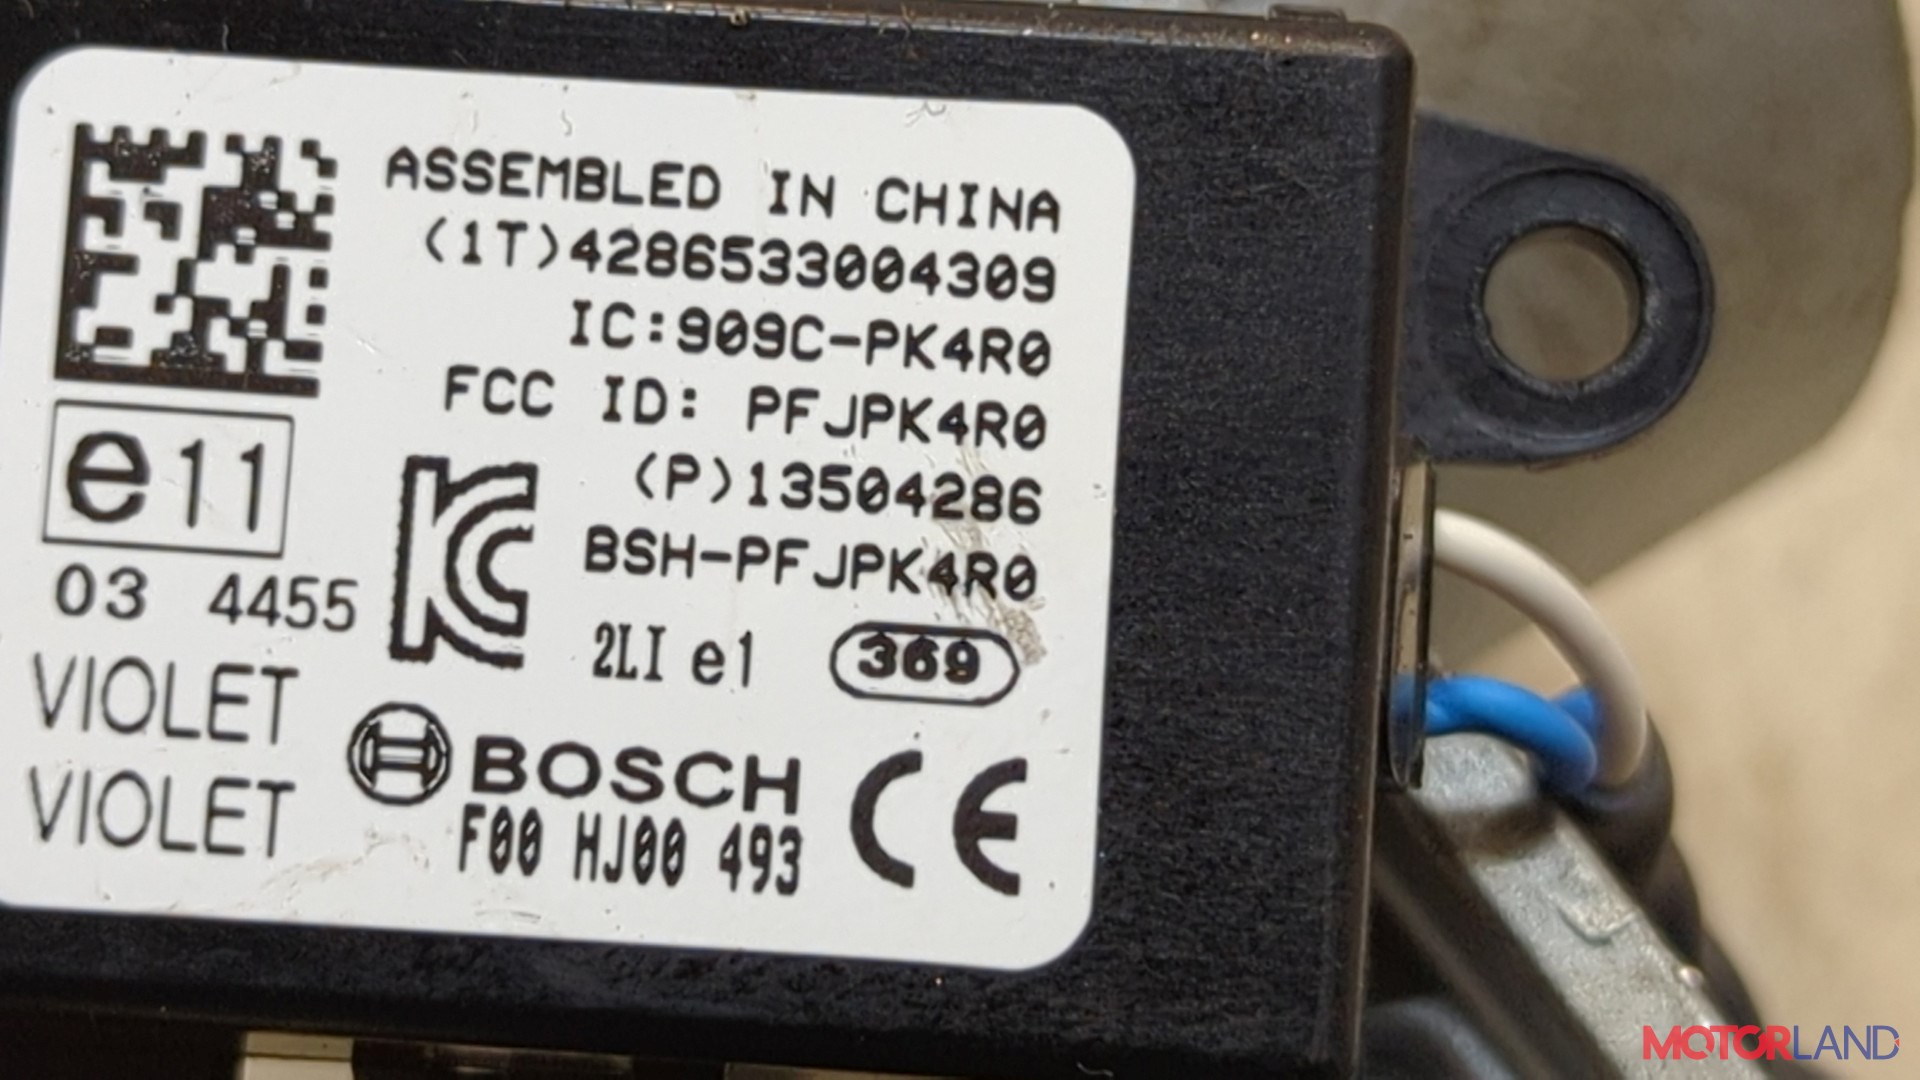 ASSEMBLED IN CHINA
(1T)4286533004309
IC:909C-PK4R0
FCC ID: PFJPK4R0
(P)13504286
BSH-PFJPK4R0
e11
03 4455
2LI e1 369
VIOLET
VIOLET
BOSCH
F00 HJ00 493
CE
MOTORLAND